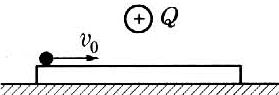 + Q
v₀